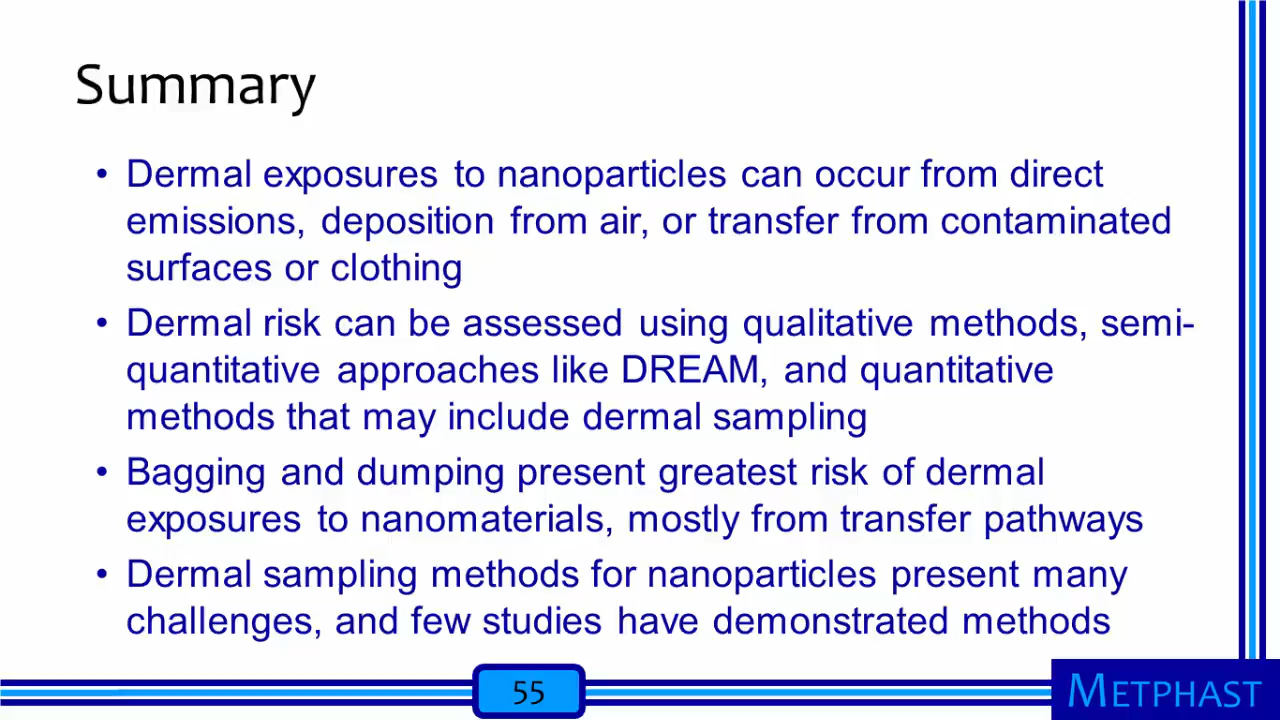 Summary
• Dermal exposures to nanoparticles can occur from direct
emissions, deposition from air, or transfer from contaminated
surfaces or clothing
• Dermal risk can be assessed using qualitative methods, semi-
quantitative approaches like DREAM, and quantitative
methods that may include dermal sampling
• Bagging and dumping present greatest risk of dermal
exposures to nanomaterials, mostly from transfer pathways
• Dermal sampling methods for nanoparticles present many
challenges, and few studies have demonstrated methods
55
METPHAST